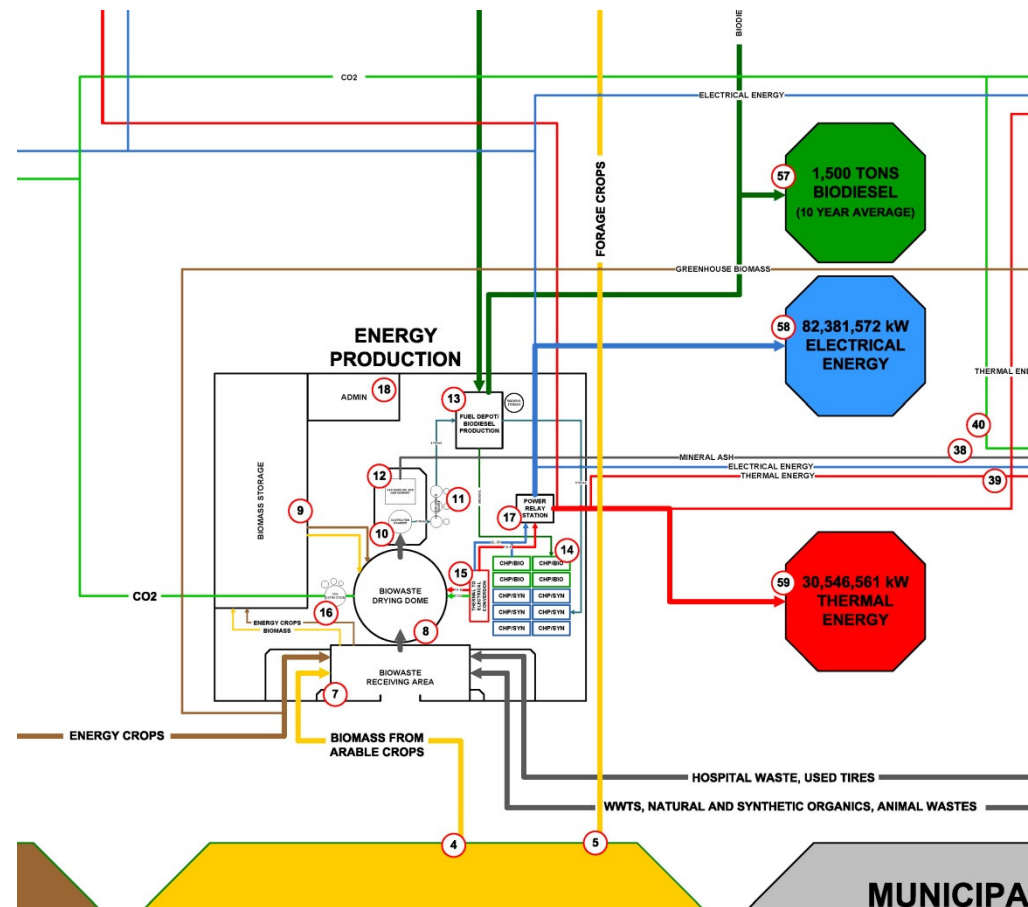 BIODIE
CO2
ELECTRICAL ENERGY
57
1,500 TONS
BIODIESEL
(10 YEAR AVERAGE)
FORAGE CROPS
GREENHOUSE BIOMASS
58
82,381,572 kW
ELECTRICAL
ENERGY
ENERGY
PRODUCTION
THERMAL ENE
18
ADMIN
13
FUEL DEPOT/
BIODIESEL
PRODUCTION
40
38
MINERAL ASH
ELECTRICAL ENERGY
THERMAL ENERGY
39
12
11
BIOMASS STORAGE
9
10
POWER
RELAY
STATION
17
14
15
THERMAL TO
ELECTRICAL
CONVERSION
CHP/BIO
CHP/BIO
CHP/BIO
CHP/BIO
CHP/SYN
CHP/SYN
CHP/SYN
CHP/SYN
CHP/SYN
CHP/SYN
59
30,546,561 kW
THERMAL
ENERGY
BIOWASTE
DRYING DOME
CO2
16
ENERGY CROPS
BIOMASS
8
BIOWASTE
RECEIVING AREA
7
ENERGY CROPS
BIOMASS FROM
ARABLE CROPS
HOSPITAL WASTE, USED TIRES
WWTS, NATURAL AND SYNTHETIC ORGANICS, ANIMAL WASTES
4
5
MUNICIPA